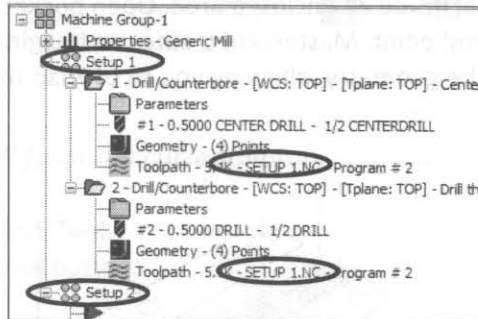 Machine Group-1
Properties - Generic Mill
Setup 1
1 - Drill/Counterbore - [WCS: TOP] - [Tplane: TOP] - Cente
Parameters
#1 - 0.5000 CENTER DRILL - 1/2 CENTERDRILL
Geometry - (4) Points
Toolpath - 5. K - SETUP 1.NC - Program # 2
2 - Drill/Counterbore - [WCS: TOP] - [Tplane: TOP] - Drill th
Parameters
#2 - 0.5000 DRILL - 1/2 DRILL
Geometry - (4) Points
Toolpath - 5. K - SETUP 1.NC - Program # 2
Setup 2